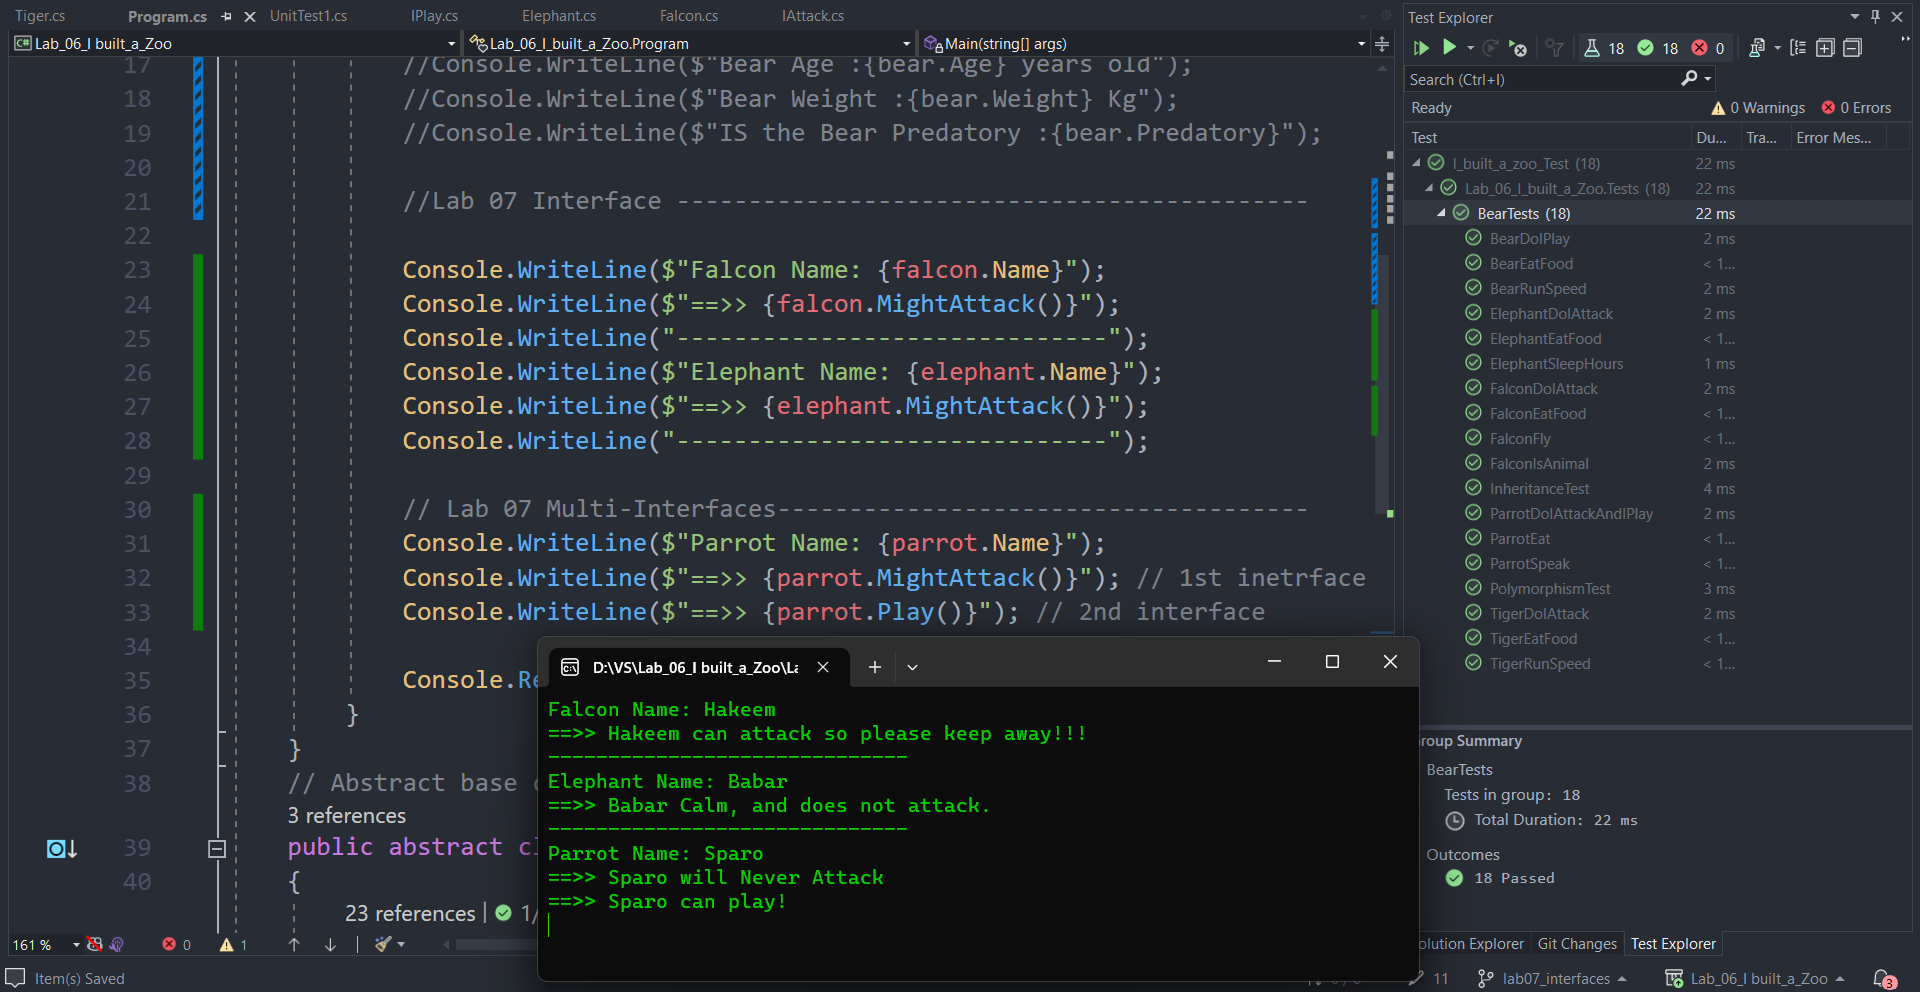 Tiger.cs
Program.cs
UnitTest1.cs
IPlay.cs
Elephant.cs
Falcon.cs
IAttack.cs
C# Lab_06_I built_a_Zoo
Lab_06_I_built_a_Zoo.Program
Main(string[] args)
17 //Console.WriteLine($"Bear Age :{bear.Age} years old");
18 //Console.WriteLine($"Bear Weight :{bear.Weight} Kg");
19 //Console.WriteLine($"IS the Bear Predatory :{bear.Predatory}");
20
21 //Lab 07 Interface --------------------------------------------
22
23 Console.WriteLine($"Falcon Name: {falcon.Name}");
24 Console.WriteLine($"==>> {falcon.MightAttack()}");
25 Console.WriteLine("------------------------------");
26 Console.WriteLine($"Elephant Name: {elephant.Name}");
27 Console.WriteLine($"==>> {elephant.MightAttack()}");
28 Console.WriteLine("------------------------------");
29
30 // Lab 07 Multi-Interfaces-------------------------------------
31 Console.WriteLine($"Parrot Name: {parrot.Name}");
32 Console.WriteLine($"==>> {parrot.MightAttack()}"); // 1st inetrface
33 Console.WriteLine($"==>> {parrot.Play()}"); // 2nd interface
34
35 Console.Re
36 }
37 }
38 // Abstract base
3 references
39 public abstract
40 {
23 references | 1/
161 %
0
1
Item(s) Saved
D:\VS\Lab_06_I built_a_Zoo\La
Falcon Name: Hakeem
==>> Hakeem can attack so please keep away!!!
------------------------------
Elephant Name: Babar
==>> Babar Calm, and does not attack.
------------------------------
Parrot Name: Sparo
==>> Sparo will Never Attack
==>> Sparo can play!
Test Explorer
18 18 0
Search (Ctrl+I)
Ready
0 Warnings
0 Errors
Test Du... Tra... Error Mes...
I_built_a_zoo_Test (18) 22 ms
Lab_06_I_built_a_Zoo.Tests (18) 22 ms
BearTests (18) 22 ms
BearDoIPlay 2 ms
BearEatFood < 1...
BearRunSpeed 2 ms
ElephantDoIAttack 2 ms
ElephantEatFood < 1...
ElephantSleepHours 1 ms
FalconDoIAttack 2 ms
FalconEatFood < 1...
FalconFly < 1...
FalconIsAnimal 2 ms
InheritanceTest 4 ms
ParrotDoIAttackAndIPlay 2 ms
ParrotEat < 1...
ParrotSpeak < 1...
PolymorphismTest 3 ms
TigerDoIAttack 2 ms
TigerEatFood < 1...
TigerRunSpeed < 1...
roup Summary
BearTests
Tests in group: 18
Total Duration: 22 ms
Outcomes
18 Passed
olution Explorer
Git Changes
Test Explorer
11
lab07_interfaces
Lab_06_I built_a_Zoo
3